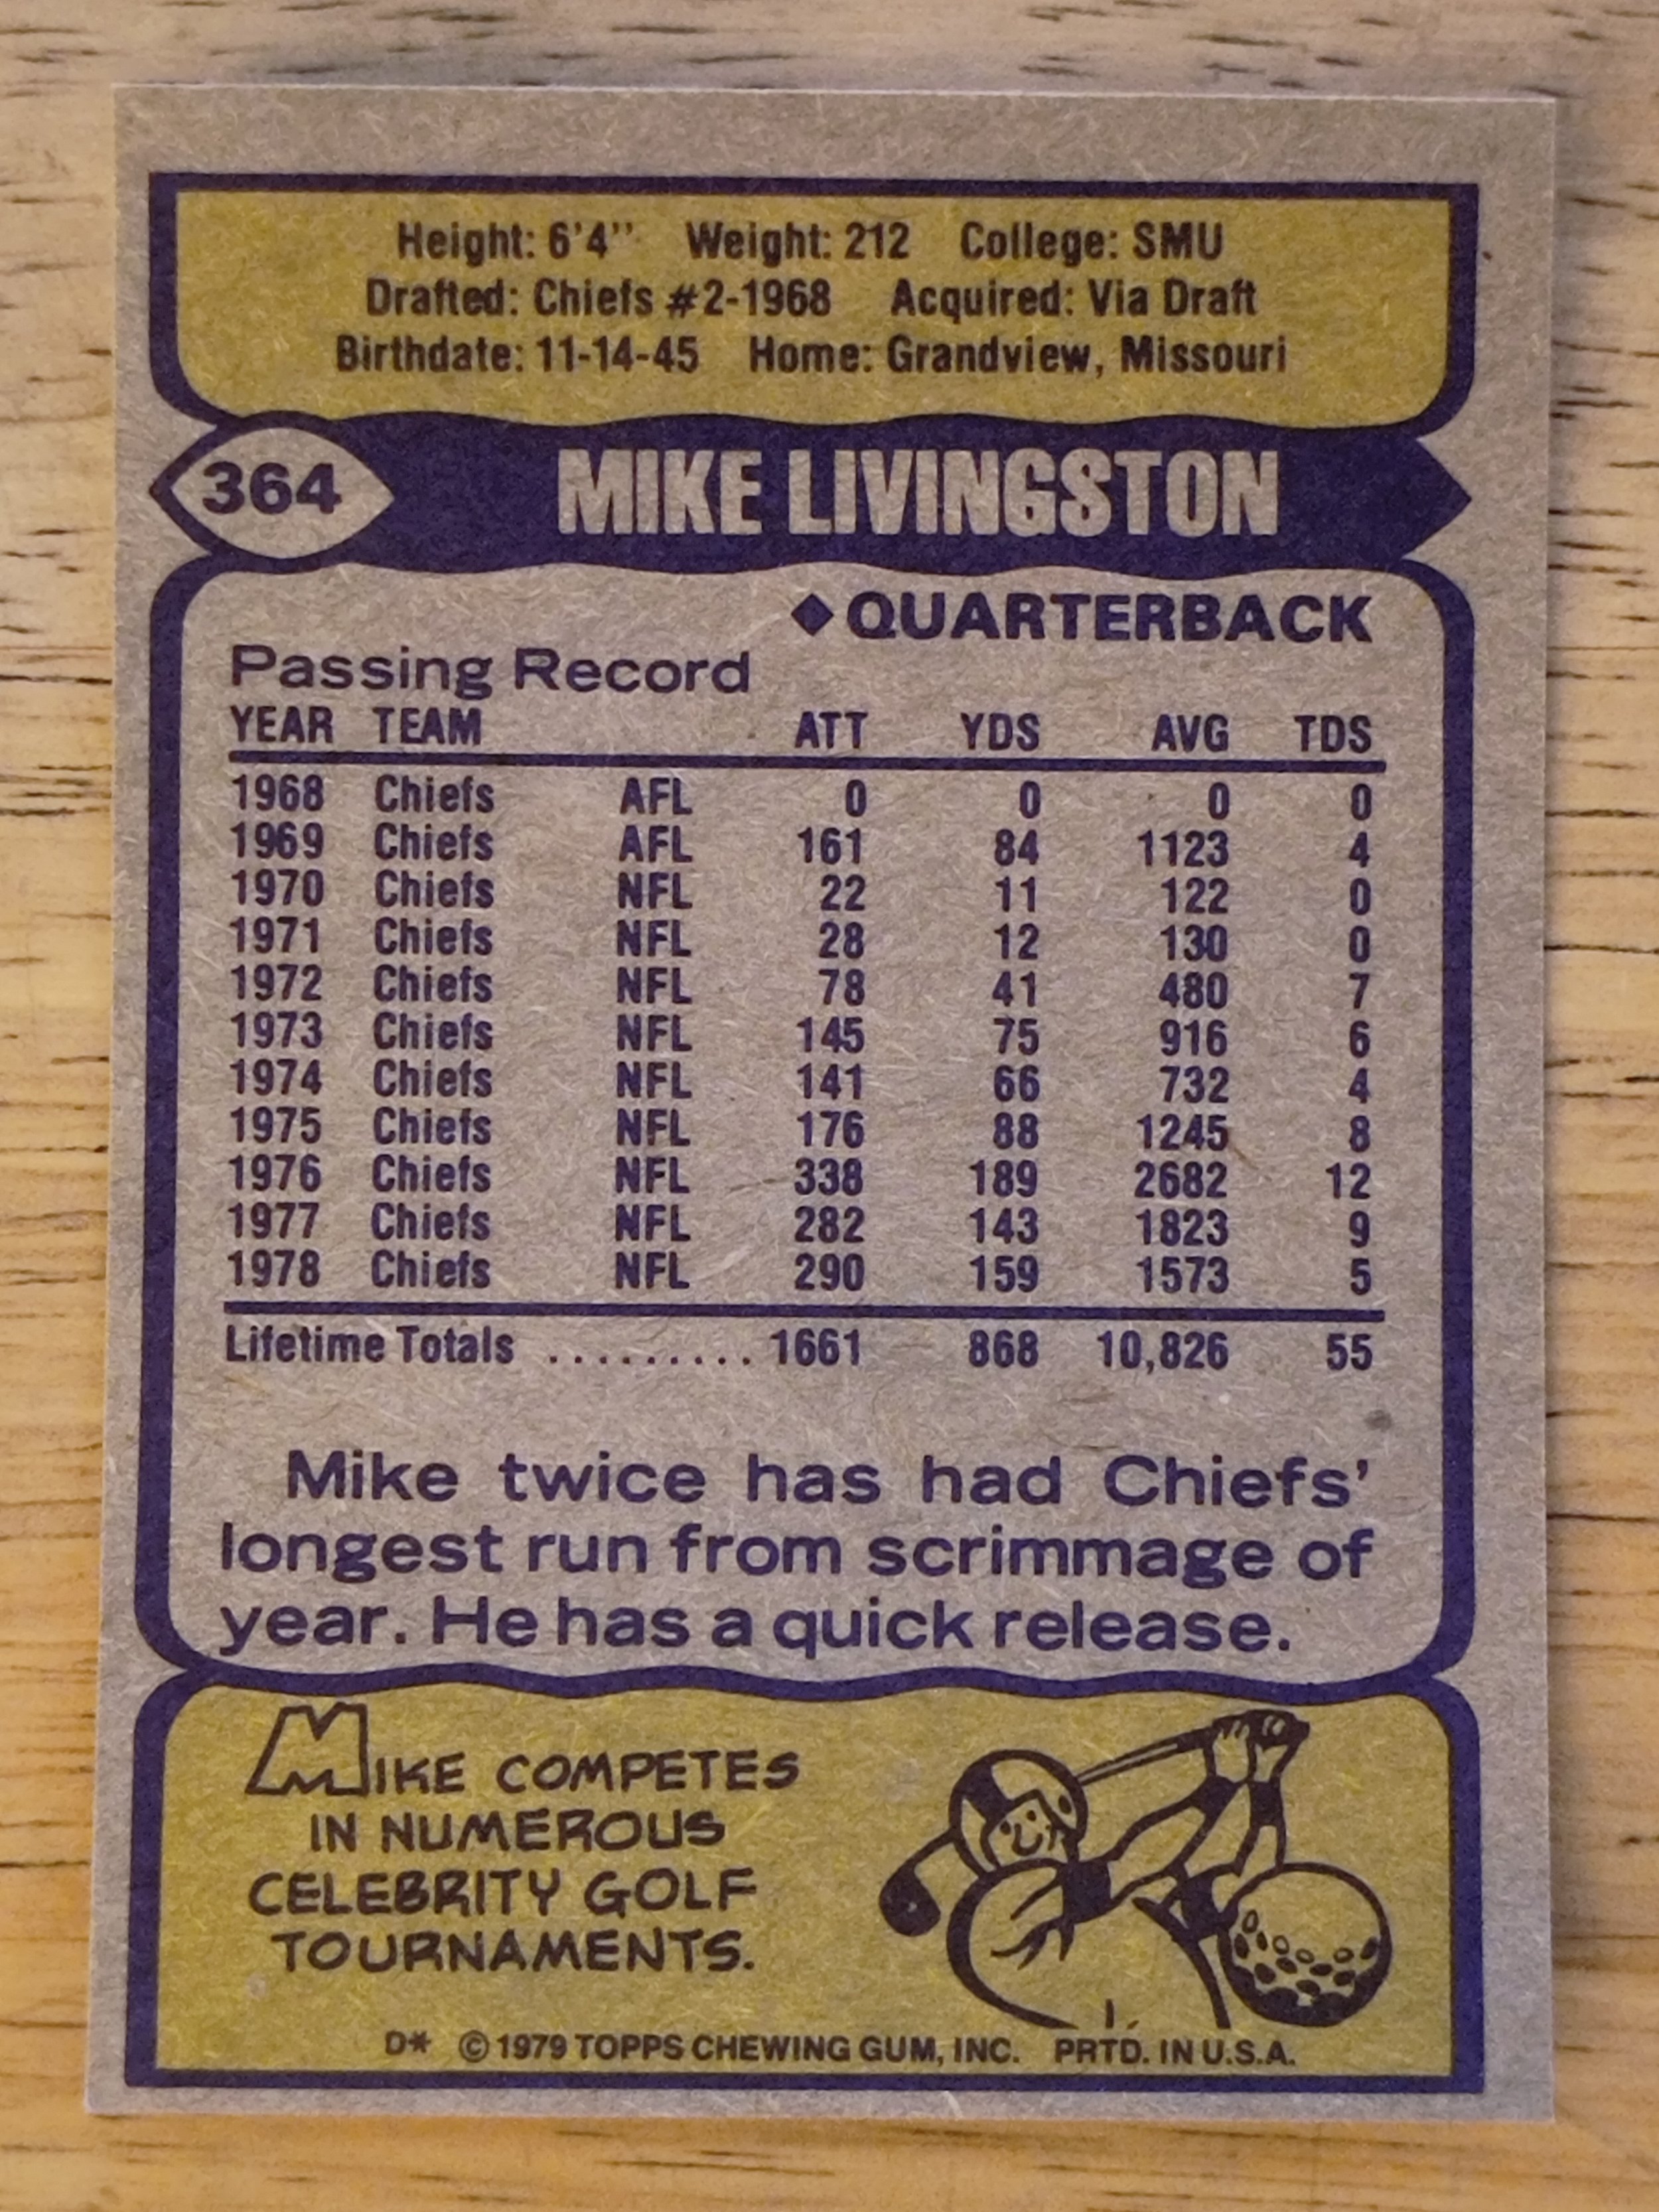 Height: 6'4'' Weight: 212 College: SMU
Drafted: Chiefs #2-1968 Acquired: Via Draft
Birthdate: 11-14-45 Home: Grandview, Missouri
364 MIKE LIVINGSTON
◆QUARTERBACK
Passing Record
YEAR TEAM ATT YDS AVG TDS
1968 Chiefs AFL 0 0 0 0
1969 Chiefs AFL 161 84 1123 4
1970 Chiefs NFL 22 11 122 0
1971 Chiefs NFL 28 12 130 0
1972 Chiefs NFL 78 41 480 7
1973 Chiefs NFL 145 75 916 6
1974 Chiefs NFL 141 66 732 4
1975 Chiefs NFL 176 88 1245 8
1976 Chiefs NFL 338 189 2682 12
1977 Chiefs NFL 282 143 1823 9
1978 Chiefs NFL 290 159 1573 5
Lifetime Totals ......... 1661 868 10,826 55
Mike twice has had Chiefs'
longest run from scrimmage of
year. He has a quick release.
MIKE COMPETES
IN NUMEROUS
CELEBRITY GOLF
TOURNAMENTS.
D* © 1979 TOPPS CHEWING GUM, INC. PRTD. IN U.S.A.